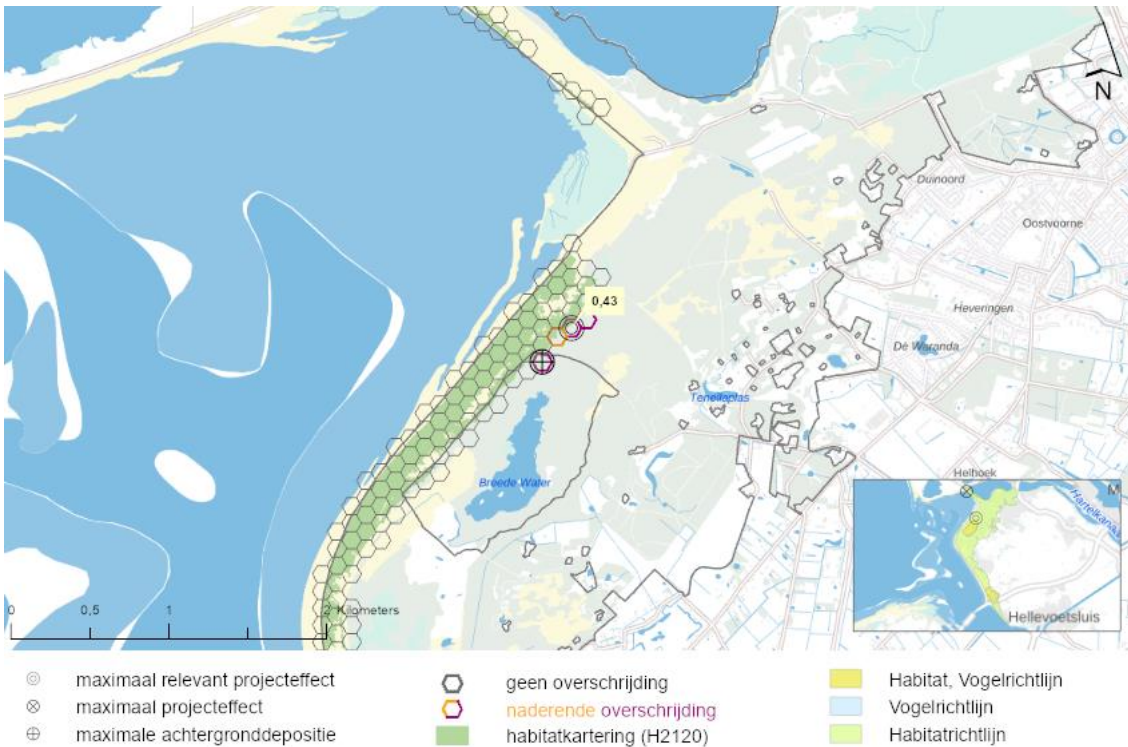 N
Duinoord
Oostvoorne
0,43
Heveringen
De Waranda
Tenellaplas
Helhoek
Breede Water
M
Hartelkana
0 0,5 1 2 Kilometers
Hellevoetsluis
maximaal relevant projecteffect
maximaal projecteffect
maximale achtergronddepositie
geen overschrijding
naderende overschrijding
habitatkartering (H2120)
Habitat, Vogelrichtlijn
Vogelrichtlijn
Habitatrichtlijn